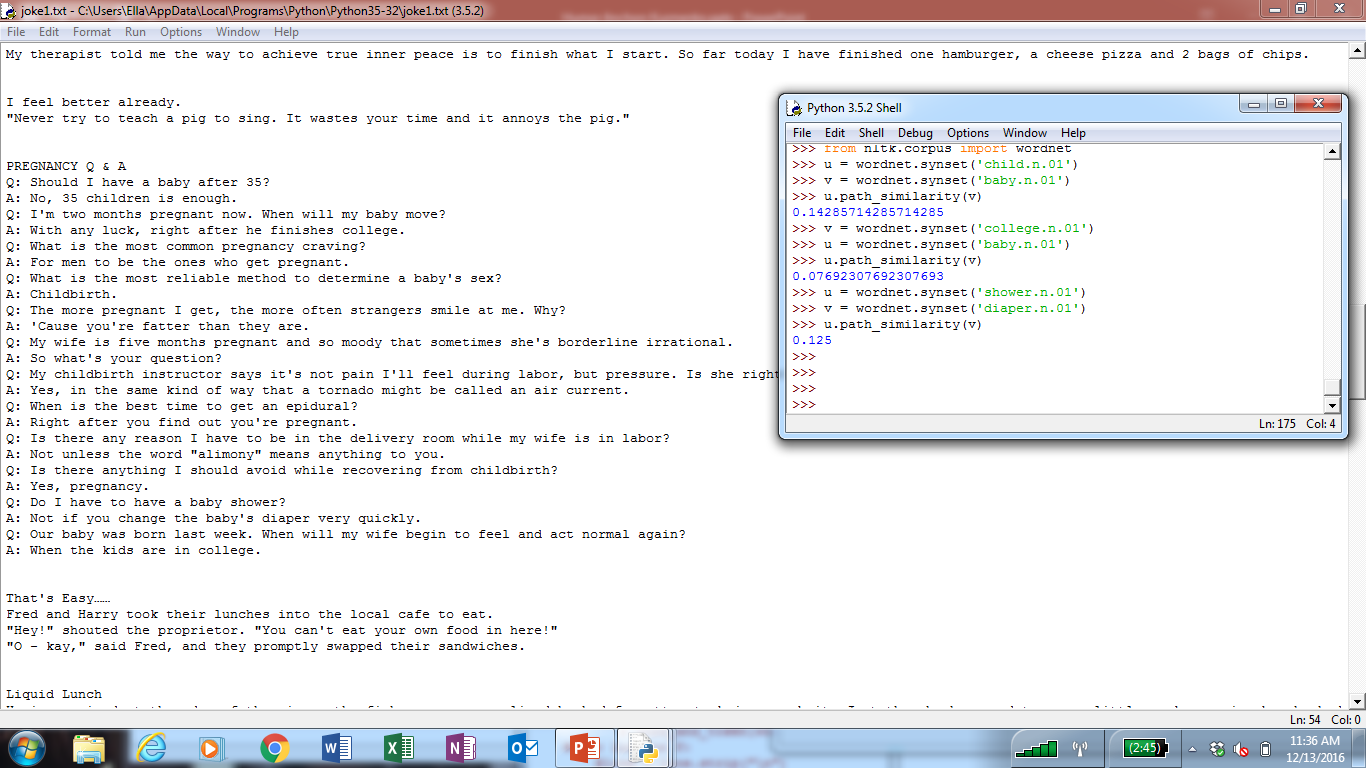 joke1.txt - C:\Users\Ella\AppData\Local\Programs\Python\Python35-32\joke1.txt (3.5.2)
File Edit Format Run Options Window Help
My therapist told me the way to achieve true inner peace is to finish what I start. So far today I have finished one hamburger, a cheese pizza and 2 bags of chips.
I feel better already.
"Never try to teach a pig to sing. It wastes your time and it annoys the pig."
PREGNANCY Q & A
Q: Should I have a baby after 35?
A: No, 35 children is enough.
Q: I'm two months pregnant now. When will my baby move?
A: With any luck, right after he finishes college.
Q: What is the most common pregnancy craving?
A: For men to be the ones who get pregnant.
Q: What is the most reliable method to determine a baby's sex?
A: Childbirth.
Q: The more pregnant I get, the more often strangers smile at me. Why?
A: 'Cause you're fatter than they are.
Q: My wife is five months pregnant and so moody that sometimes she's borderline irrational.
A: So what's your question?
Q: My childbirth instructor says it's not pain I'll feel during labor, but pressure. Is she right
A: Yes, in the same kind of way that a tornado might be called an air current.
Q: When is the best time to get an epidural?
A: Right after you find out you're pregnant.
Q: Is there any reason I have to be in the delivery room while my wife is in labor?
A: Not unless the word "alimony" means anything to you.
Q: Is there anything I should avoid while recovering from childbirth?
A: Yes, pregnancy.
Q: Do I have to have a baby shower?
A: Not if you change the baby's diaper very quickly.
Q: Our baby was born last week. When will my wife begin to feel and act normal again?
A: When the kids are in college.
That's Easy……
Fred and Harry took their lunches into the local cafe to eat.
"Hey!" shouted the proprietor. "You can't eat your own food in here!"
"O - kay," said Fred, and they promptly swapped their sandwiches.
Liquid Lunch
Ln: 54 Col: 0
Python 3.5.2 Shell
File Edit Shell Debug Options Window Help
>>> from nltk.corpus import wordnet
>>> u = wordnet.synset('child.n.01')
>>> v = wordnet.synset('baby.n.01')
>>> u.path_similarity(v)
0.14285714285714285
>>> v = wordnet.synset('college.n.01')
>>> u = wordnet.synset('baby.n.01')
>>> u.path_similarity(v)
0.07692307692307693
>>> u = wordnet.synset('shower.n.01')
>>> v = wordnet.synset('diaper.n.01')
>>> u.path_similarity(v)
0.125
>>>
>>>
>>>
>>>
Ln: 175 Col: 4
(2:45)
11:36 AM
12/13/2016